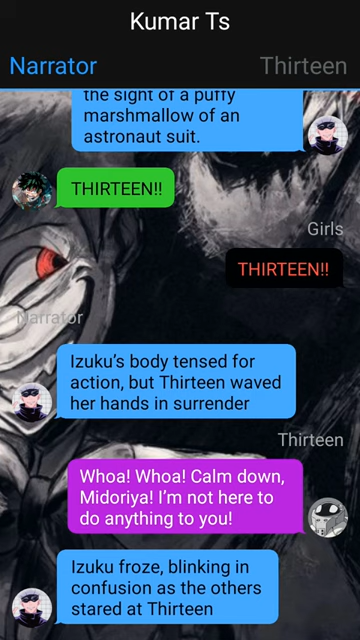 Kumar Ts
Narrator
Thirteen
the sight of a puffy
marshmallow of an
astronaut suit.
THIRTEEN!!
Girls
THIRTEEN!!
Narrator
Izuku's body tensed for
action, but Thirteen waved
her hands in surrender
Thirteen
Whoa! Whoa! Calm down,
Midoriya! I'm not here to
do anything to you!
Izuku froze, blinking in
confusion as the others
stared at Thirteen